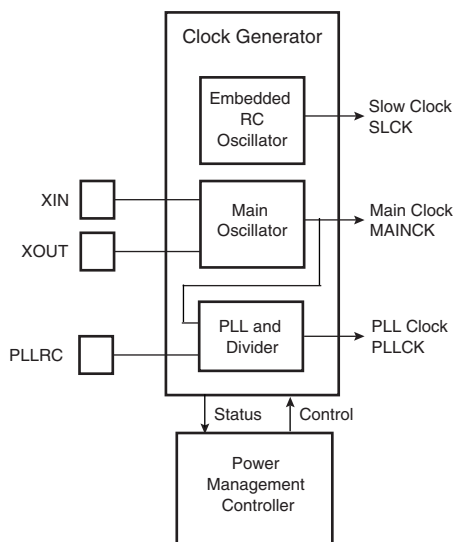 Clock Generator
Embedded
RC
Oscillator
Slow Clock
SLCK
XIN
XOUT
Main
Oscillator
Main Clock
MAINCK
PLLRC
PLL and
Divider
PLL Clock
PLLCK
Status
Control
Power
Management
Controller